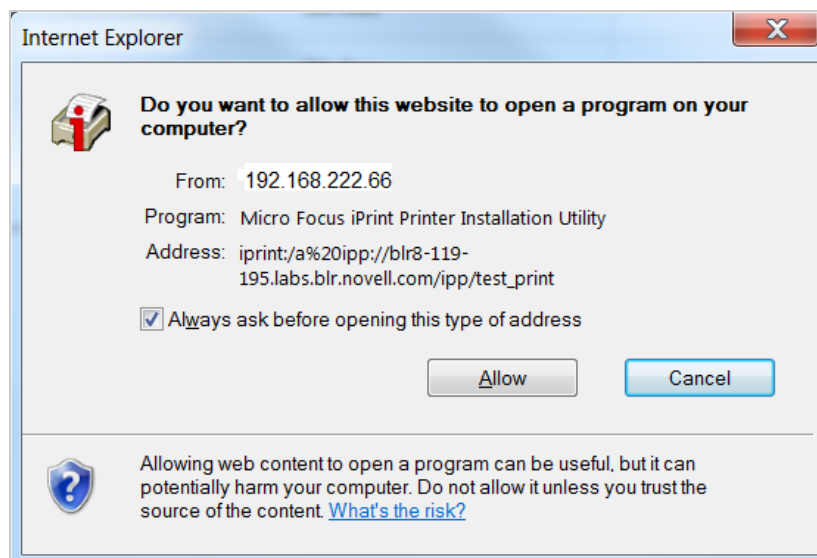 Internet Explorer
X
Do you want to allow this website to open a program on your
computer?
From: 192.168.222.66
Program: Micro Focus iPrint Printer Installation Utility
Address: iprint:/a%20ipp://blr8-119-
195.labs.blr.novell.com/ipp/test_print
Always ask before opening this type of address
Allow Cancel
Allowing web content to open a program can be useful, but it can
potentially harm your computer. Do not allow it unless you trust the
source of the content. What's the risk?